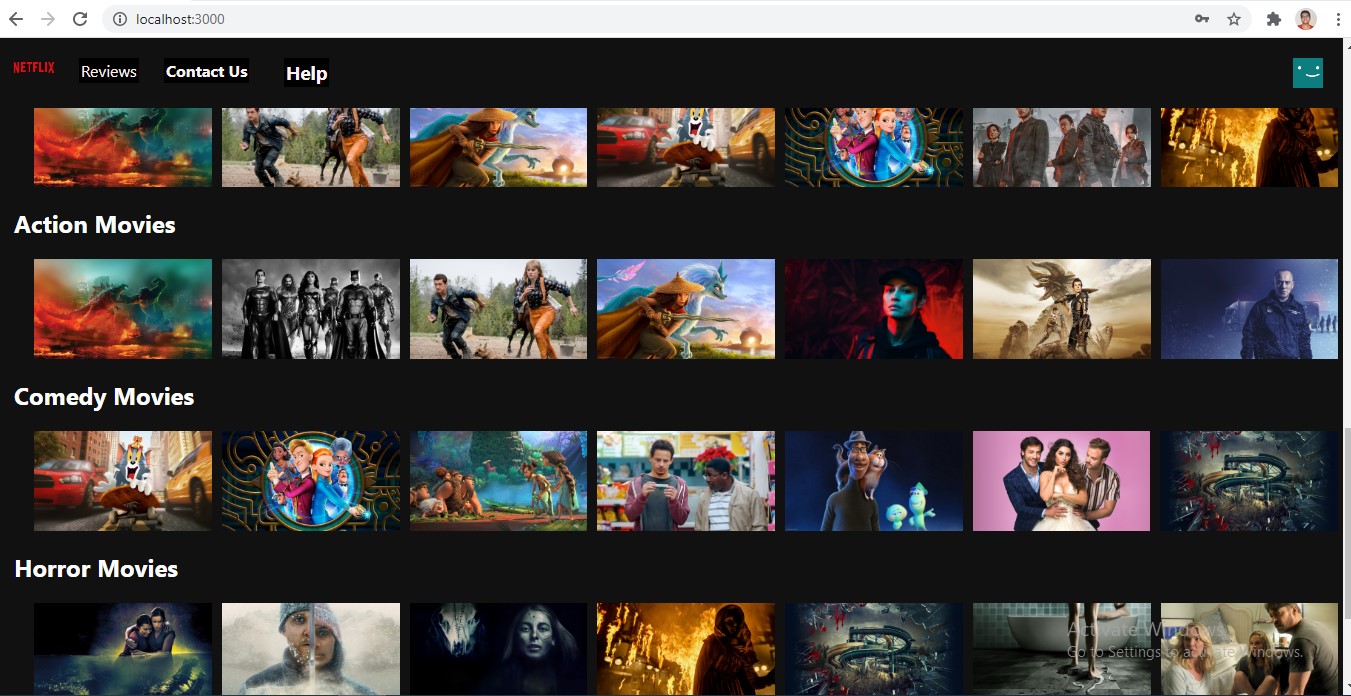 localhost:3000
NETFLIX Reviews Contact Us Help
Action Movies
Comedy Movies
Horror Movies
Activate Windows
Go to Settings to activate Windows.